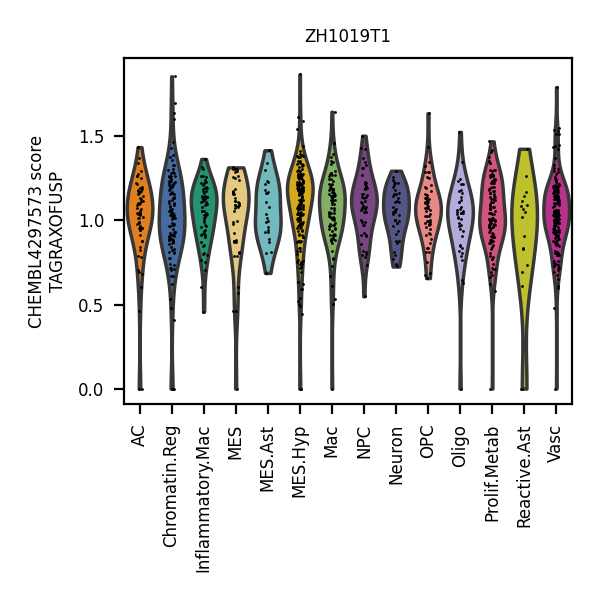 ZH1019T1
CHEMBL4297573 score
TAGRAXOFUSP
1.5
1.0
0.5
0.0
AC
Chromatin.Reg
Inflammatory.Mac
MES
MES.Ast
MES.Hyp
Mac
NPC
Neuron
OPC
Oligo
Prolif.Metab
Reactive.Ast
Vasc